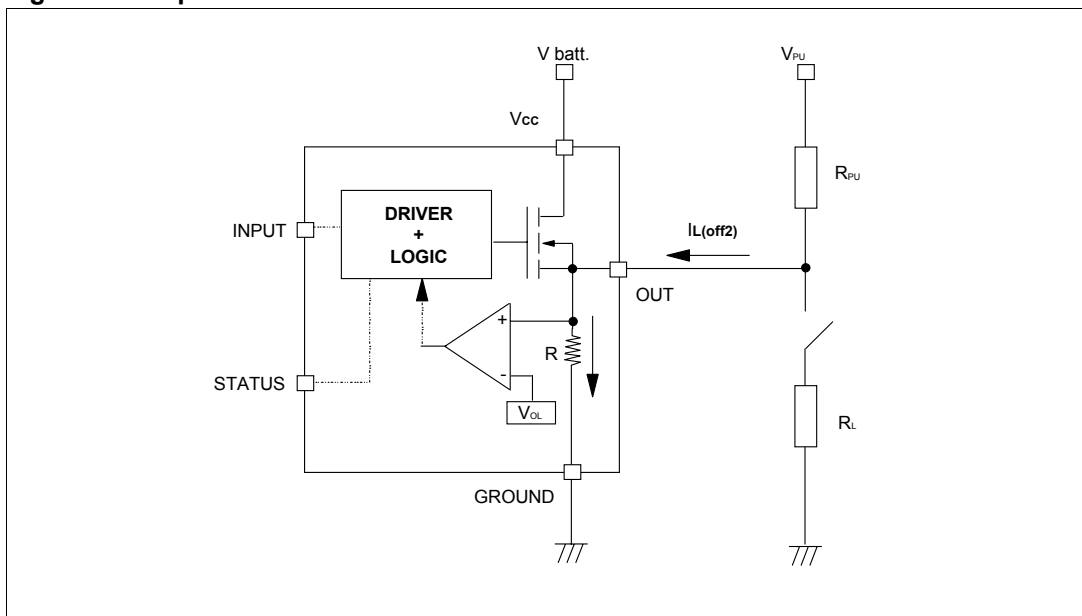 V batt.
VPU
Vcc
RPU
DRIVER
+
LOGIC
INPUT
IL(off2)
OUT
+
R
-
STATUS
VOL
RL
GROUND